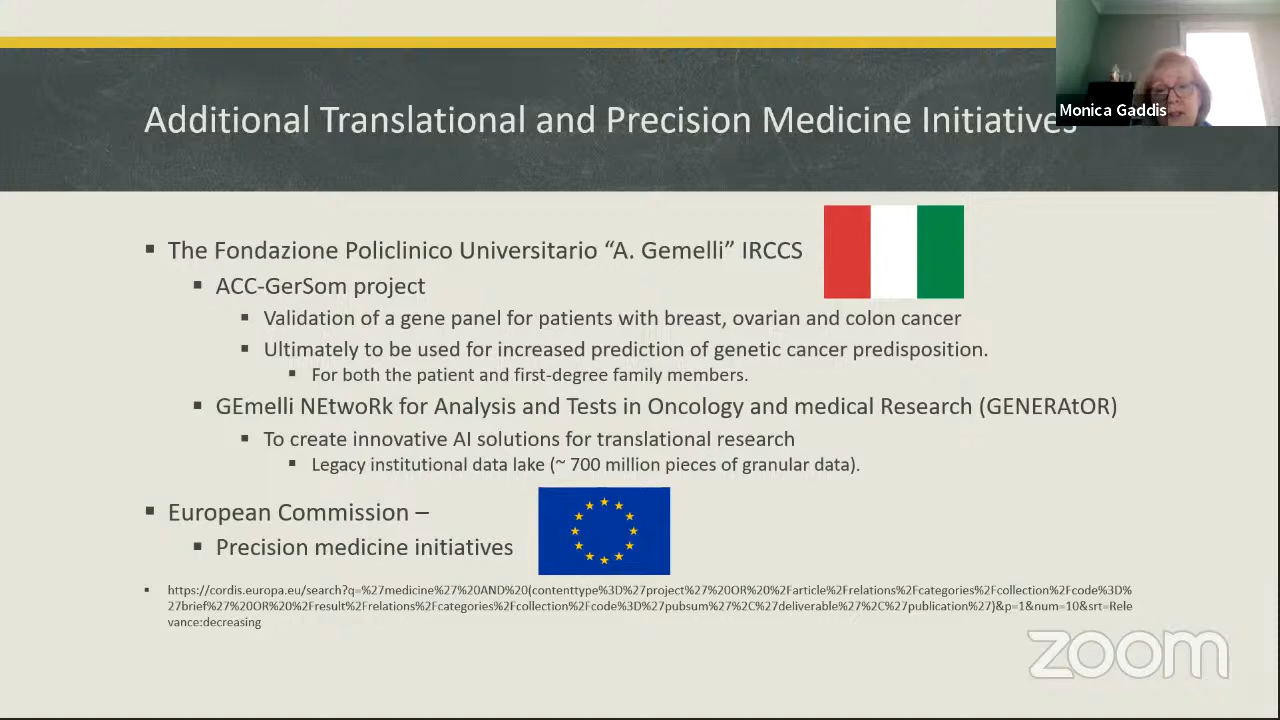 Additional Translational and Precision Medicine Initiatives
Monica Gaddis
▪ The Fondazione Policlinico Universitario “A. Gemelli” IRCCS
▪ ACC-GerSom project
▪ Validation of a gene panel for patients with breast, ovarian and colon cancer
▪ Ultimately to be used for increased prediction of genetic cancer predisposition.
▪ For both the patient and first-degree family members.
▪ GEmelli NEtwoRk for Analysis and Tests in Oncology and medical Research (GENERAtOR)
▪ To create innovative AI solutions for translational research
▪ Legacy institutional data lake (~ 700 million pieces of granular data).
▪ European Commission –
▪ Precision medicine initiatives
▪ https://cordis.europa.eu/search?q=%27medicine%27%20AND%20(contenttype%3D%27project%27%20OR%20%2Farticle%2Frelations%2Fcategories%2Fcollection%2Fcode%3D%
27brief%27%20OR%20%2Fresult%2Frelations%2Fcategories%2Fcollection%2Fcode%3D%27pubsum%27%2C%27deliverable%27%2C%27publication%27)&p=1&num=10&srt=Rele
vance:decreasing
zoom